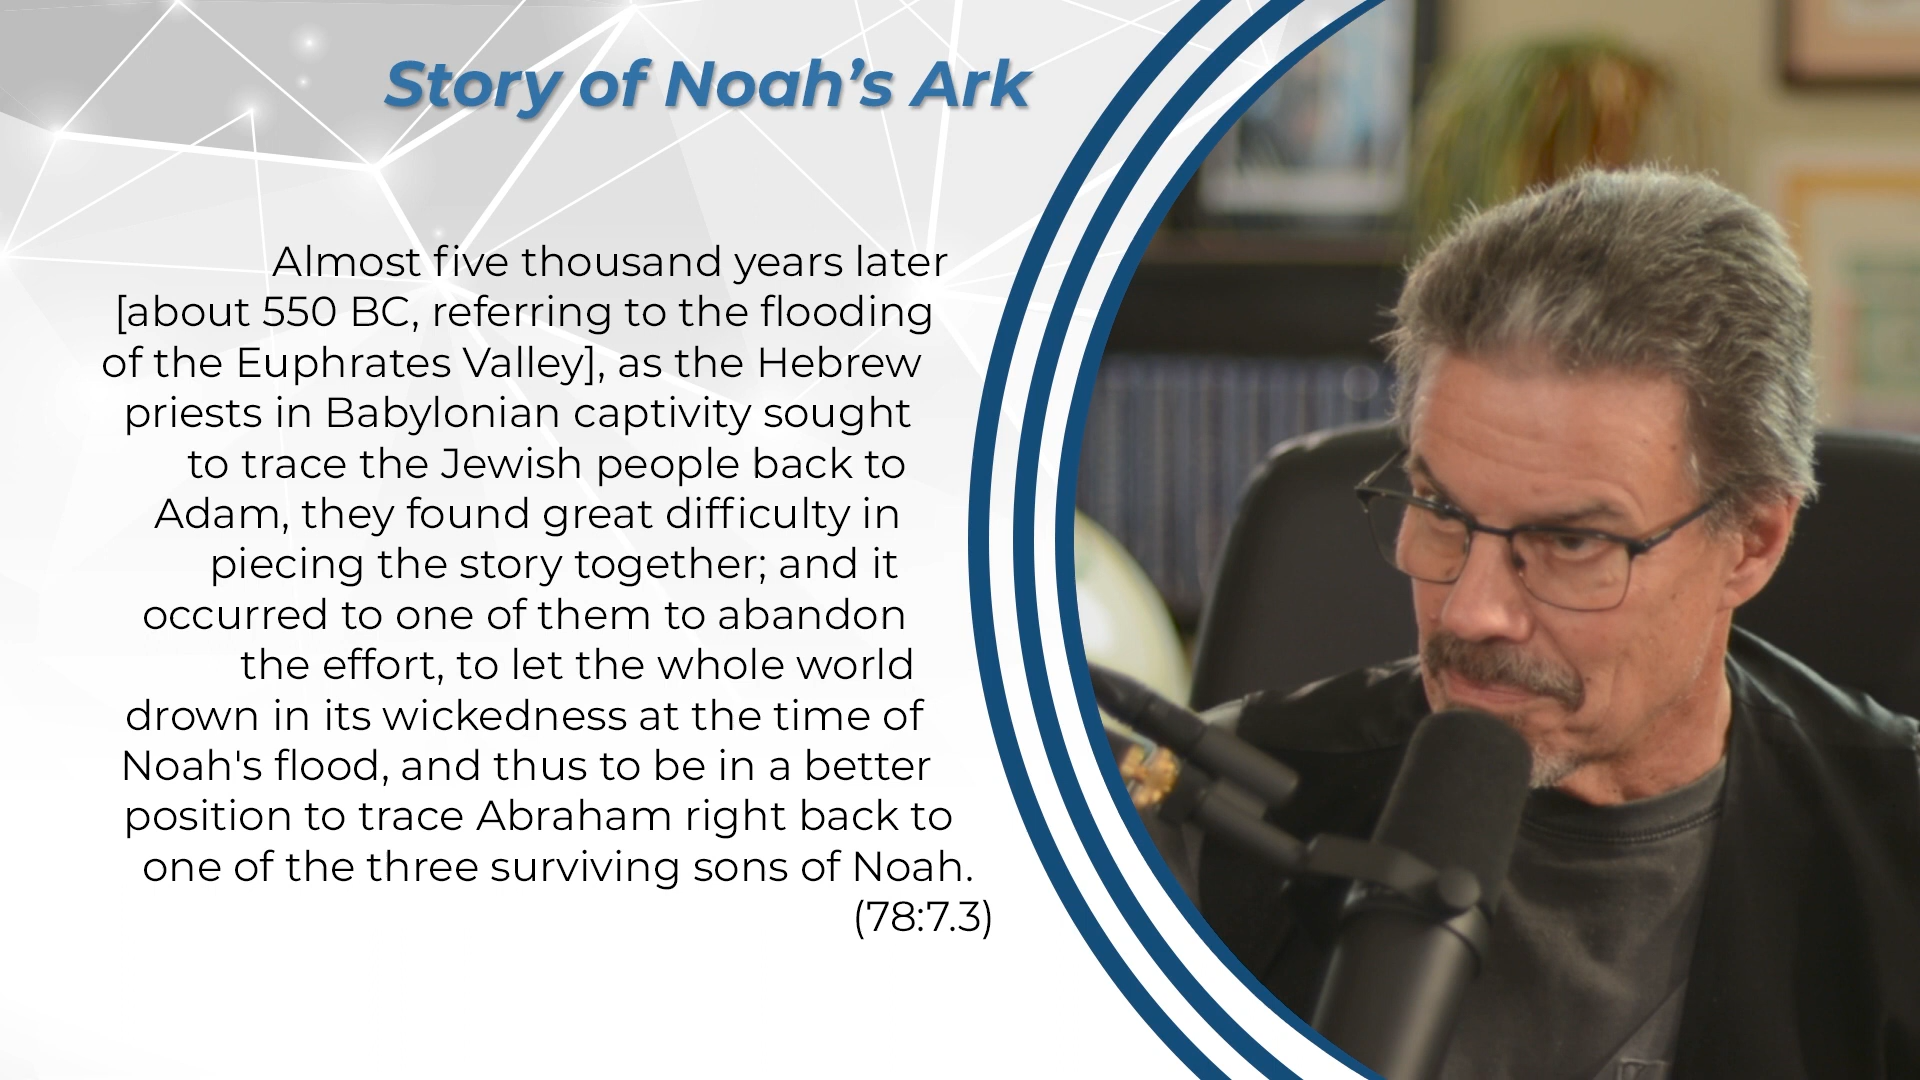 Story of Noah’s Ark
Almost five thousand years later
[about 550 BC, referring to the flooding
of the Euphrates Valley], as the Hebrew
priests in Babylonian captivity sought
to trace the Jewish people back to
Adam, they found great difficulty in
piecing the story together; and it
occurred to one of them to abandon
the effort, to let the whole world
drown in its wickedness at the time of
Noah's flood, and thus to be in a better
position to trace Abraham right back to
one of the three surviving sons of Noah.
(78:7.3)